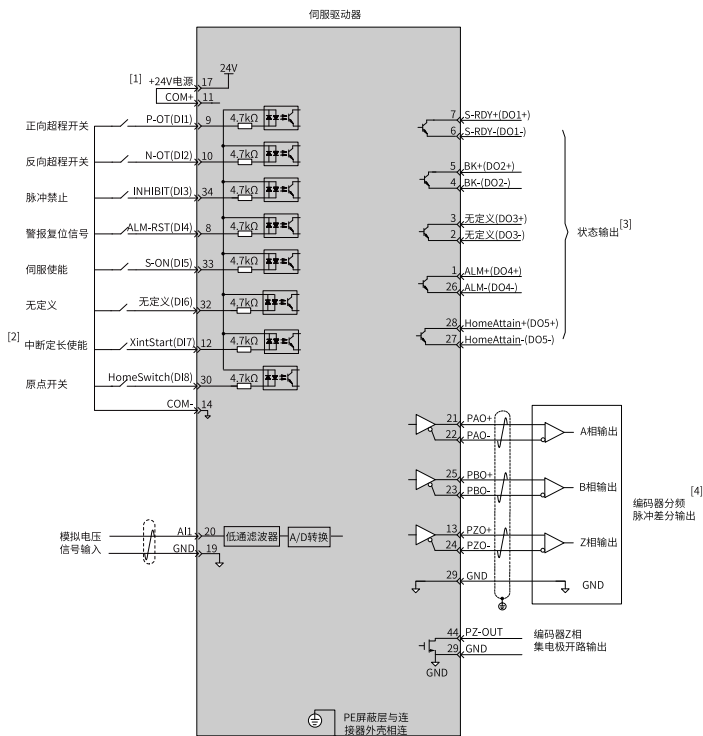 伺服驱动器
24V
[1] +24V电源 17
COM+ 11
正向超程开关 P-OT(DI1) 9 4.7kΩ
反向超程开关 N-OT(DI2) 10 4.7kΩ
脉冲禁止 INHIBIT(DI3) 34 4.7kΩ
警报复位信号 ALM-RST(DI4) 8 4.7kΩ
伺服使能 S-ON(DI5) 33 4.7kΩ
无定义 无定义(DI6) 32 4.7kΩ
[2] 中断定长使能 XintStart(DI7) 12 4.7kΩ
原点开关 HomeSwitch(DI8) 30 4.7kΩ
COM- 14
模拟电压
信号输入
AI1 20 低通滤波器 A/D转换
GND 19
7 S-RDY+(DO1+)
6 S-RDY-(DO1-)
5 BK+(DO2+)
4 BK-(DO2-)
3 无定义(DO3+)
2 无定义(DO3-)
状态输出[3]
1 ALM+(DO4+)
26 ALM-(DO4-)
28 HomeAttain+(DO5+)
27 HomeAttain-(DO5-)
21 PAO+
22 PAO-
A相输出
25 PBO+
23 PBO-
B相输出
[4]
编码器分频
脉冲差分输出
13 PZO+
24 PZO-
Z相输出
29 GND
GND
44 PZ-OUT
29 GND
编码器Z相
集电极开路输出
GND
PE屏蔽层与连
接器外壳相连